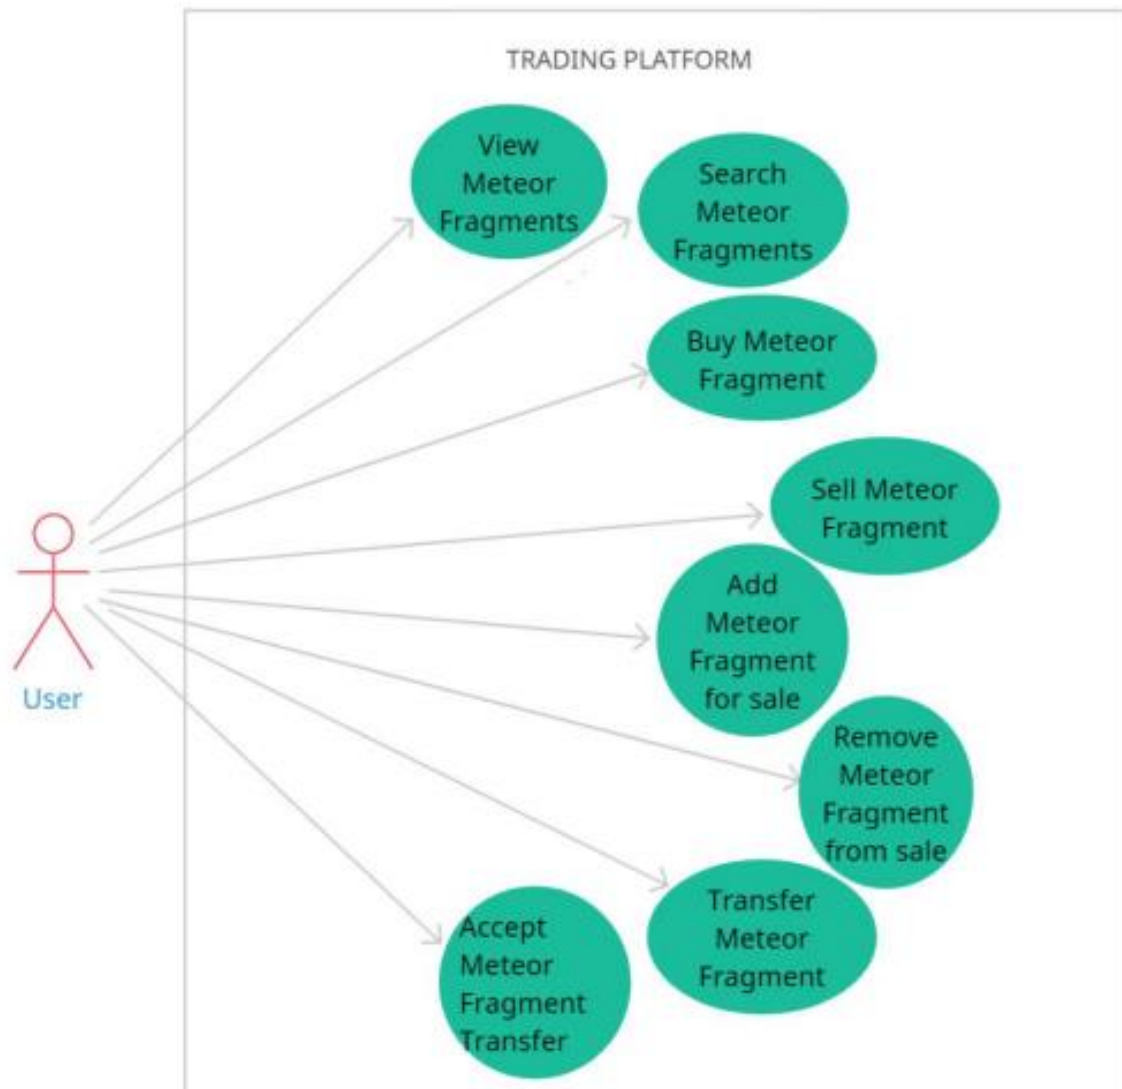 TRADING PLATFORM
View
Meteor
Fragments
Search
Meteor
Fragments
Buy Meteor
Fragment
Sell Meteor
Fragment
Add
Meteor
Fragment
for sale
User
Remove
Meteor
Fragment
from sale
Transfer
Meteor
Fragment
Accept
Meteor
Fragment
Transfer